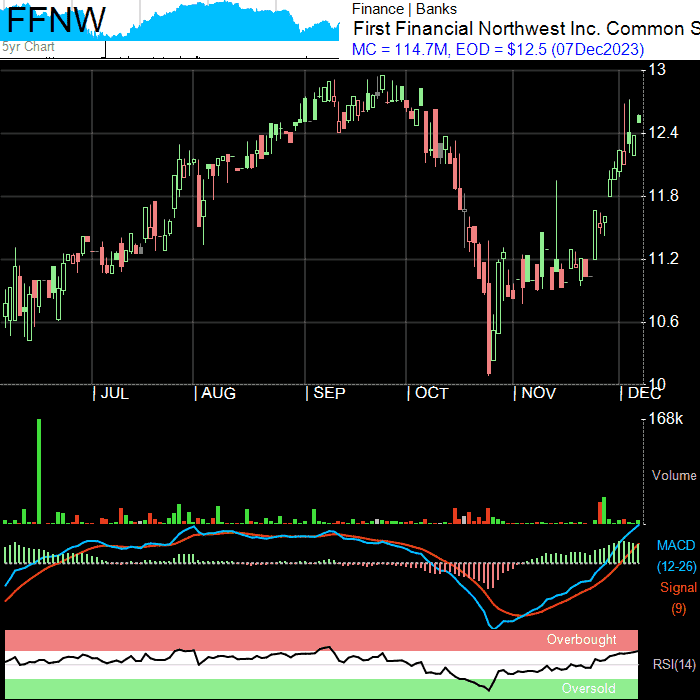 FFNW
5yr Chart
Finance | Banks
First Financial Northwest Inc. Common S
MC = 114.7M, EOD = $12.5 (07Dec2023)
13
12.4
11.8
11.2
10.6
10
| JUL | AUG | SEP | OCT | NOV | DEC
168k
Volume
MACD
(12-26)
Signal
(9)
Overbought
RSI(14)
Oversold